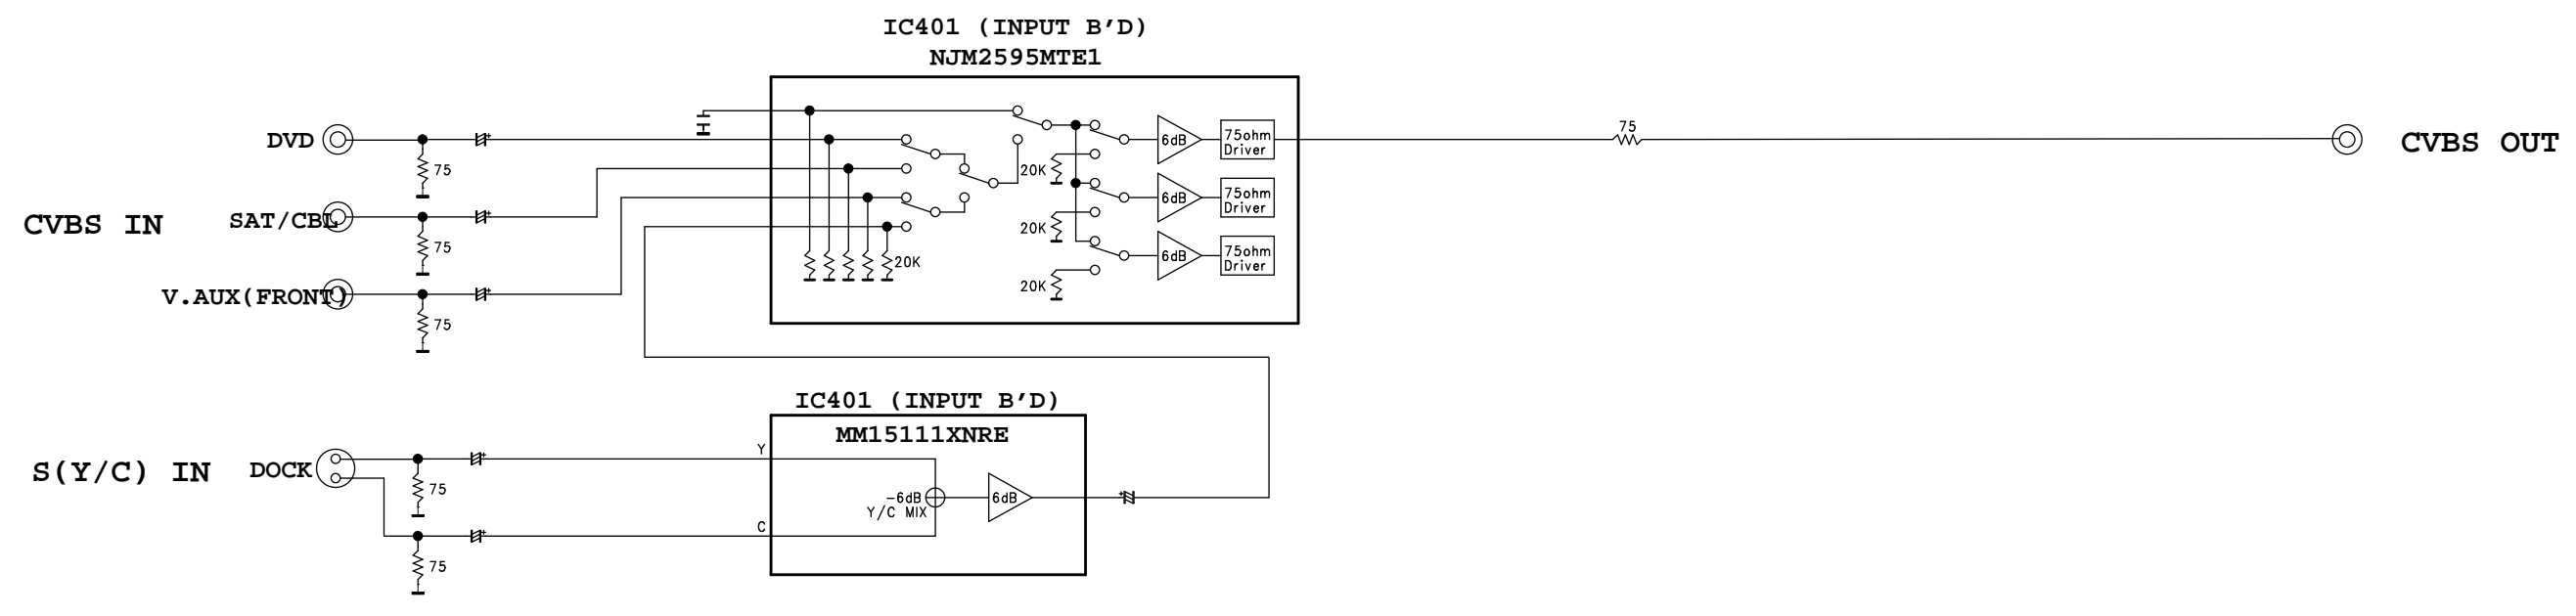 IC401 (INPUT B’D)
NJM2595MTE1
DVD
75
SAT/CBL
75
CVBS IN
V.AUX(FRONT)
75
20K
20K
20K
20K
6dB
75ohm
Driver
6dB
75ohm
Driver
6dB
75ohm
Driver
75
CVBS OUT
IC401 (INPUT B’D)
MM15111XNRE
S(Y/C) IN
DOCK
75
75
Y
C
-6dB
Y/C MIX
6dB